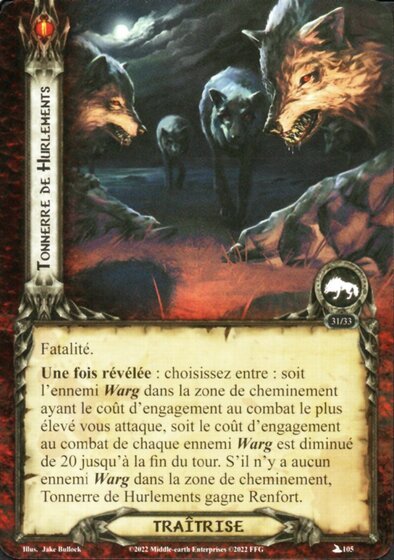 TONNERRE DE HURLEMENTS
31/33
Fatalité.
Une fois révélée : choisissez entre : soit
l'ennemi Warg dans la zone de cheminement
ayant le coût d'engagement au combat le plus
élevé vous attaque, soit le coût d'engagement
au combat de chaque ennemi Warg est diminué
de 20 jusqu'à la fin du tour. S'il n'y a aucun
ennemi Warg dans la zone de cheminement,
Tonnerre de Hurlements gagne Renfort.
TRAÎTRISE
Illus. Jake Bullock ©2022 Middle-earth Enterprises ©2022 FFG 105